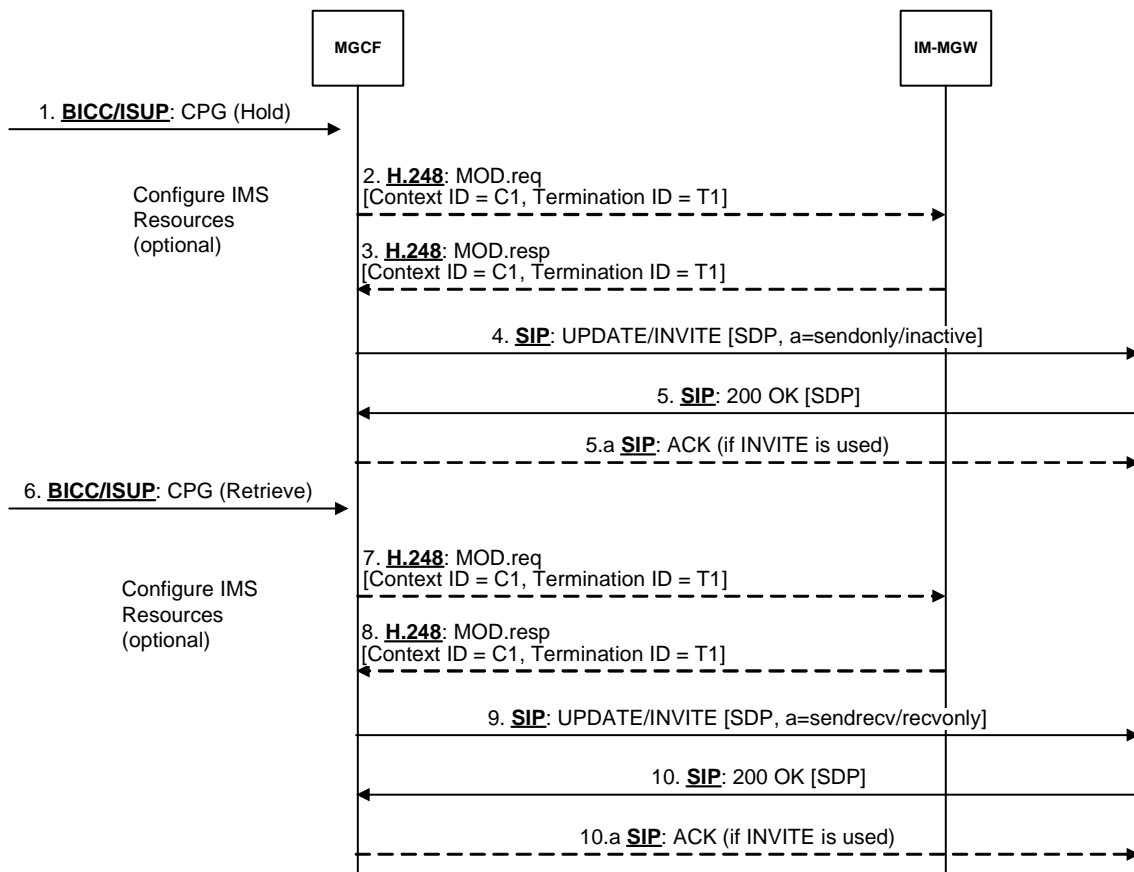 MGCF
IM-MGW
1. BICC/ISUP: CPG (Hold)
2. H.248: MOD.req
[Context ID = C1, Termination ID = T1]
Configure IMS
Resources
(optional)
3. H.248: MOD.resp
[Context ID = C1, Termination ID = T1]
4. SIP: UPDATE/INVITE [SDP, a=sendonly/inactive]
5. SIP: 200 OK [SDP]
5.a SIP: ACK (if INVITE is used)
6. BICC/ISUP: CPG (Retrieve)
7. H.248: MOD.req
[Context ID = C1, Termination ID = T1]
Configure IMS
Resources
(optional)
8. H.248: MOD.resp
[Context ID = C1, Termination ID = T1]
9. SIP: UPDATE/INVITE [SDP, a=sendrecv/recvonly]
10. SIP: 200 OK [SDP]
10.a SIP: ACK (if INVITE is used)